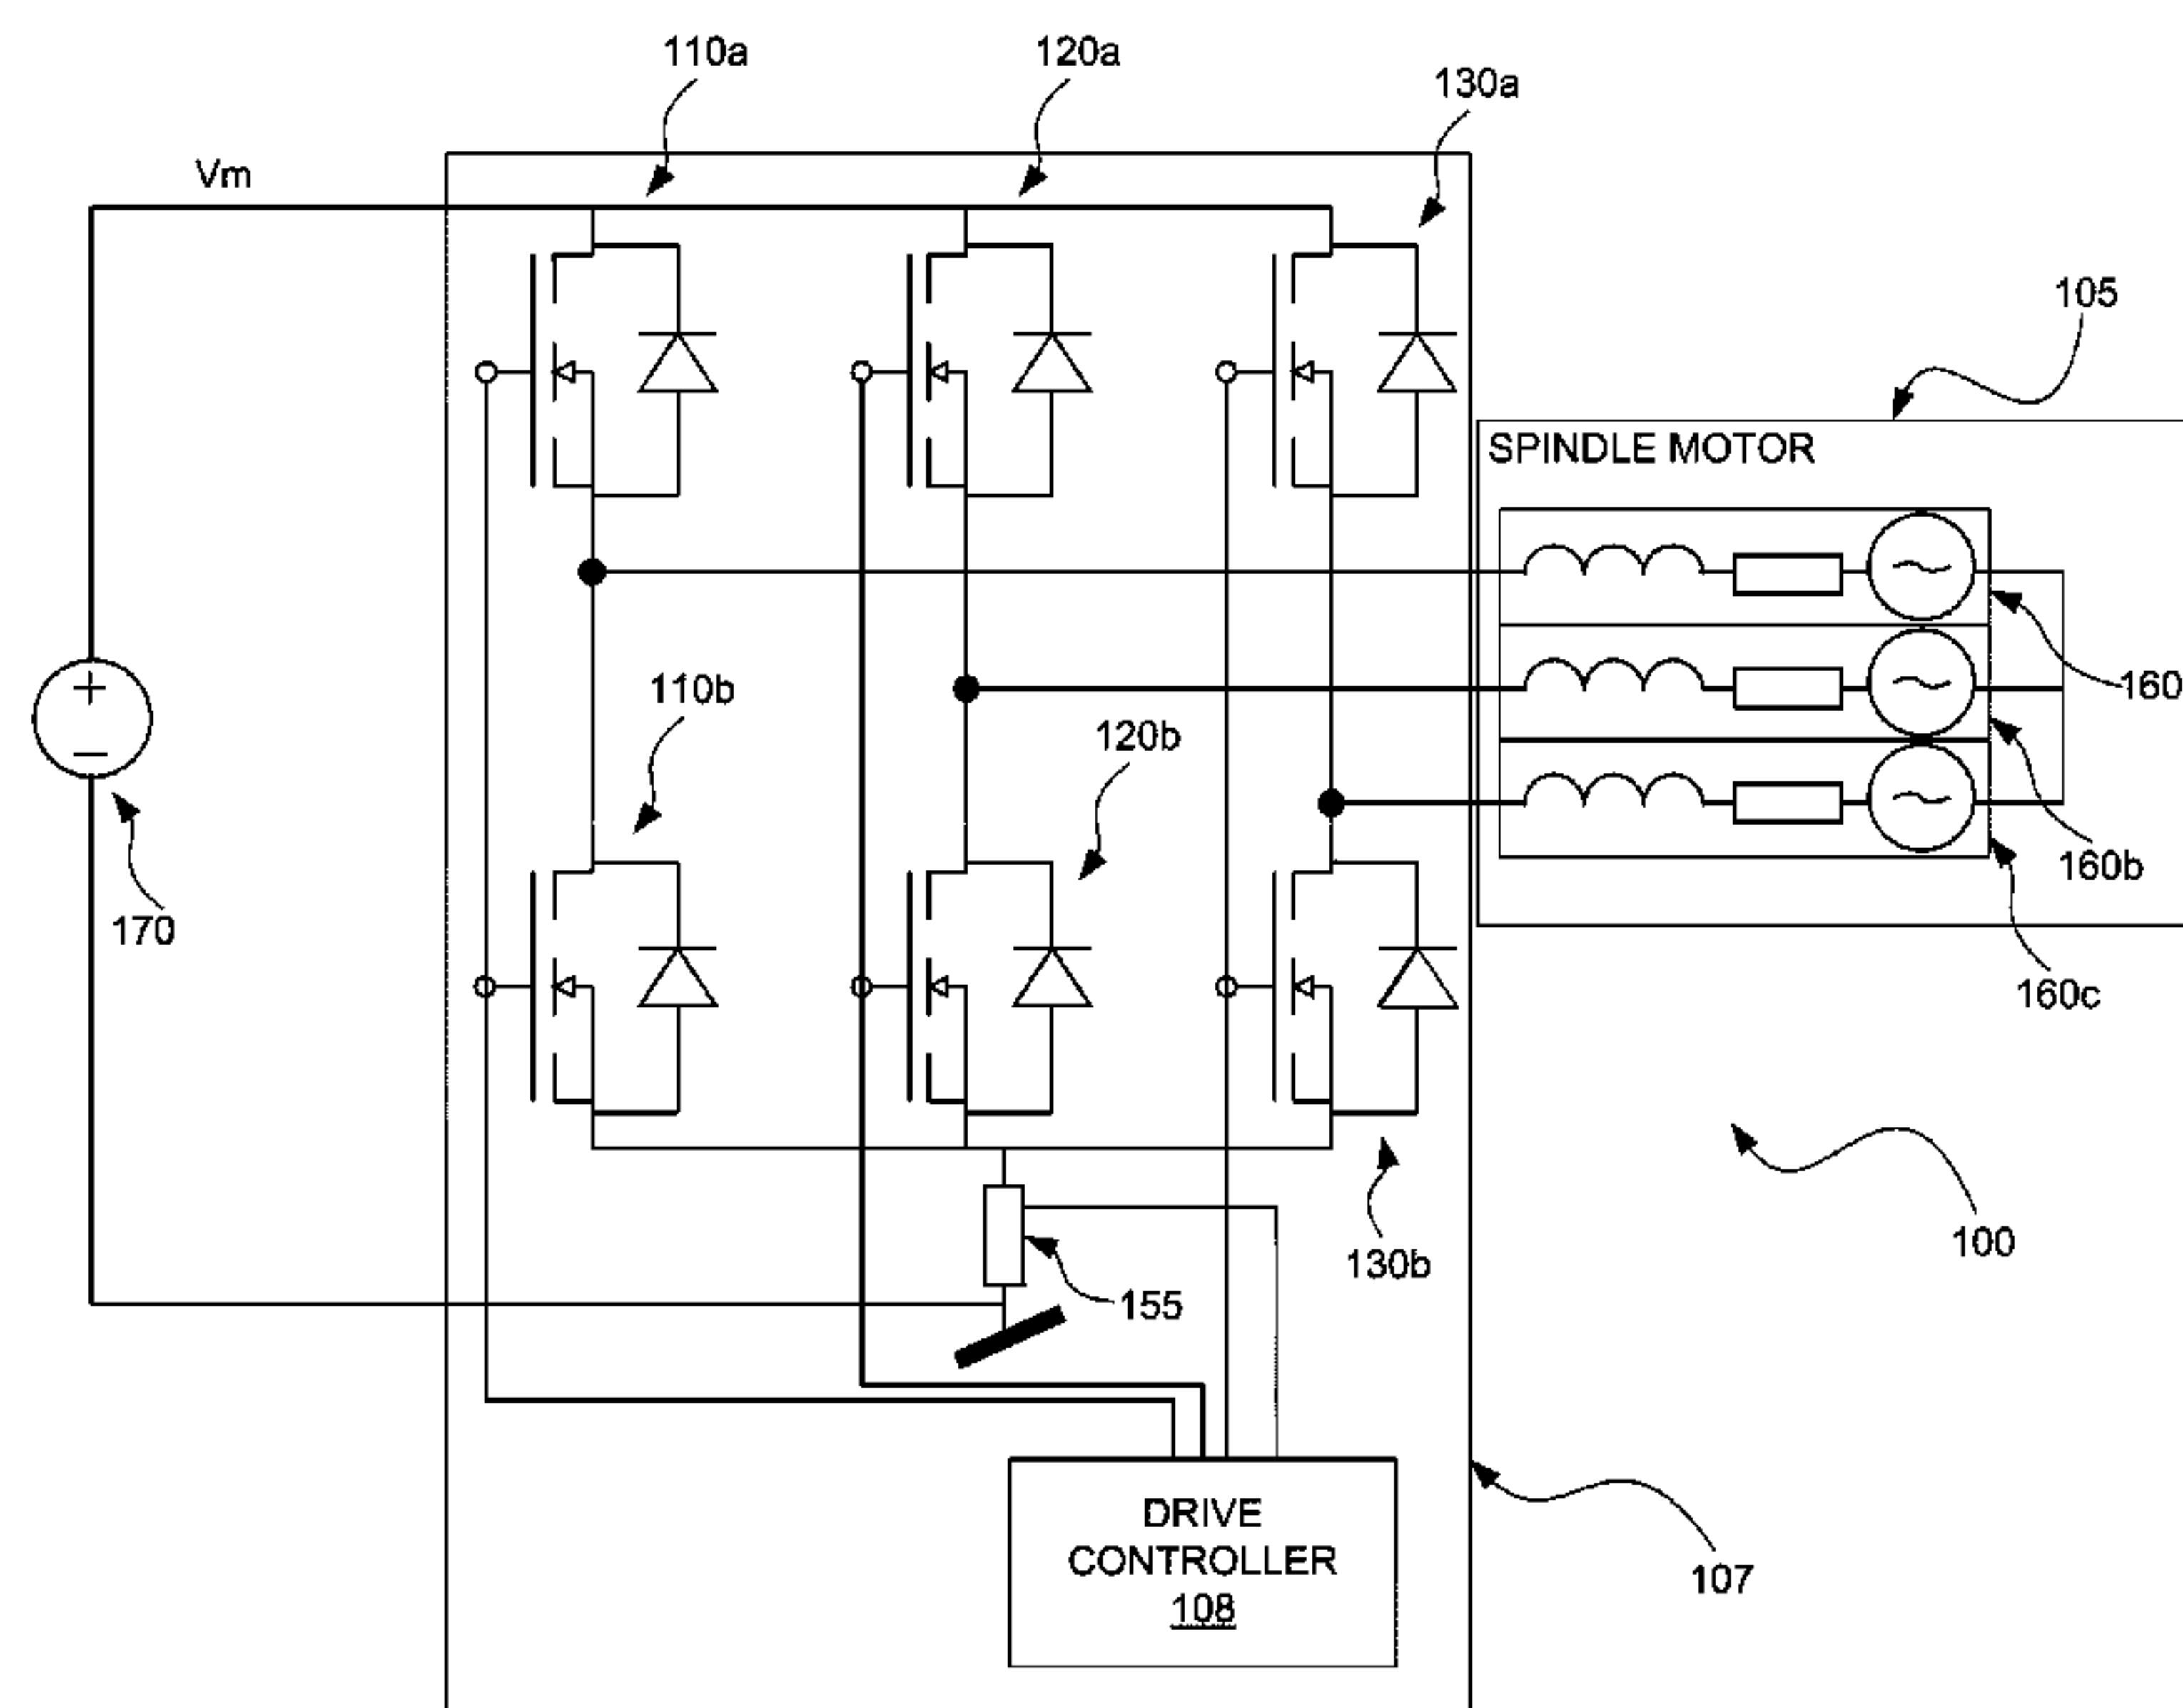 110a
120a
130a
Vm
105
SPINDLE MOTOR
160
110b
120b
160b
170
160c
100
130b
155
DRIVE
CONTROLLER
108
107